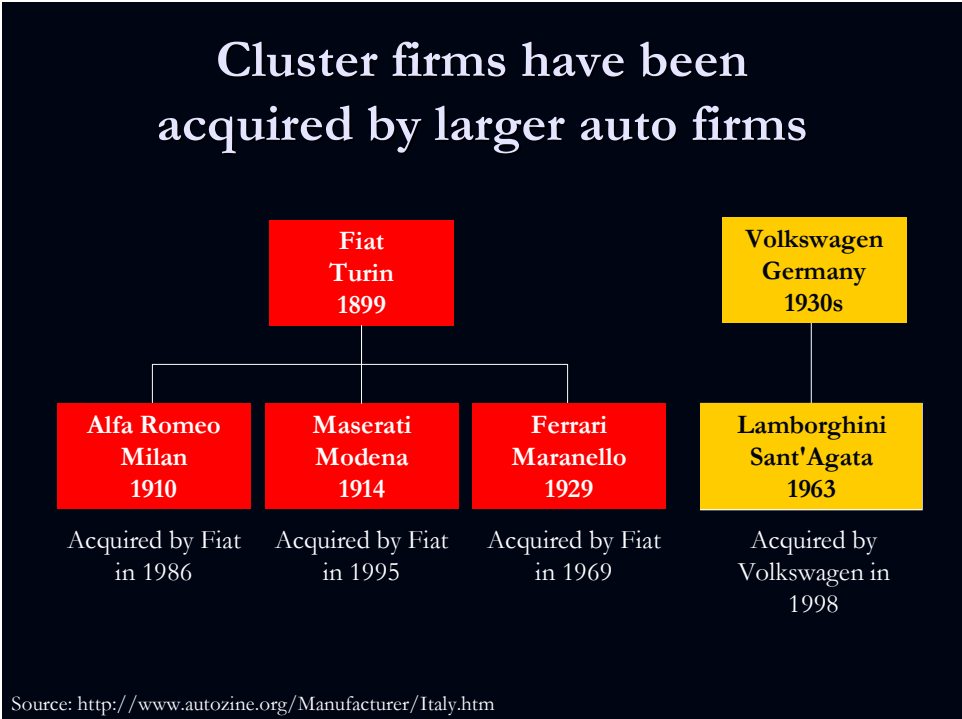 Cluster firms have been
acquired by larger auto firms
Fiat
Turin
1899
Volkswagen
Germany
1930s
Alfa Romeo
Milan
1910
Maserati
Modena
1914
Ferrari
Maranello
1929
Lamborghini
Sant'Agata
1963
Acquired by Fiat
in 1986
Acquired by Fiat
in 1995
Acquired by Fiat
in 1969
Acquired by
Volkswagen in
1998
Source: http://www.autozine.org/Manufacturer/Italy.htm